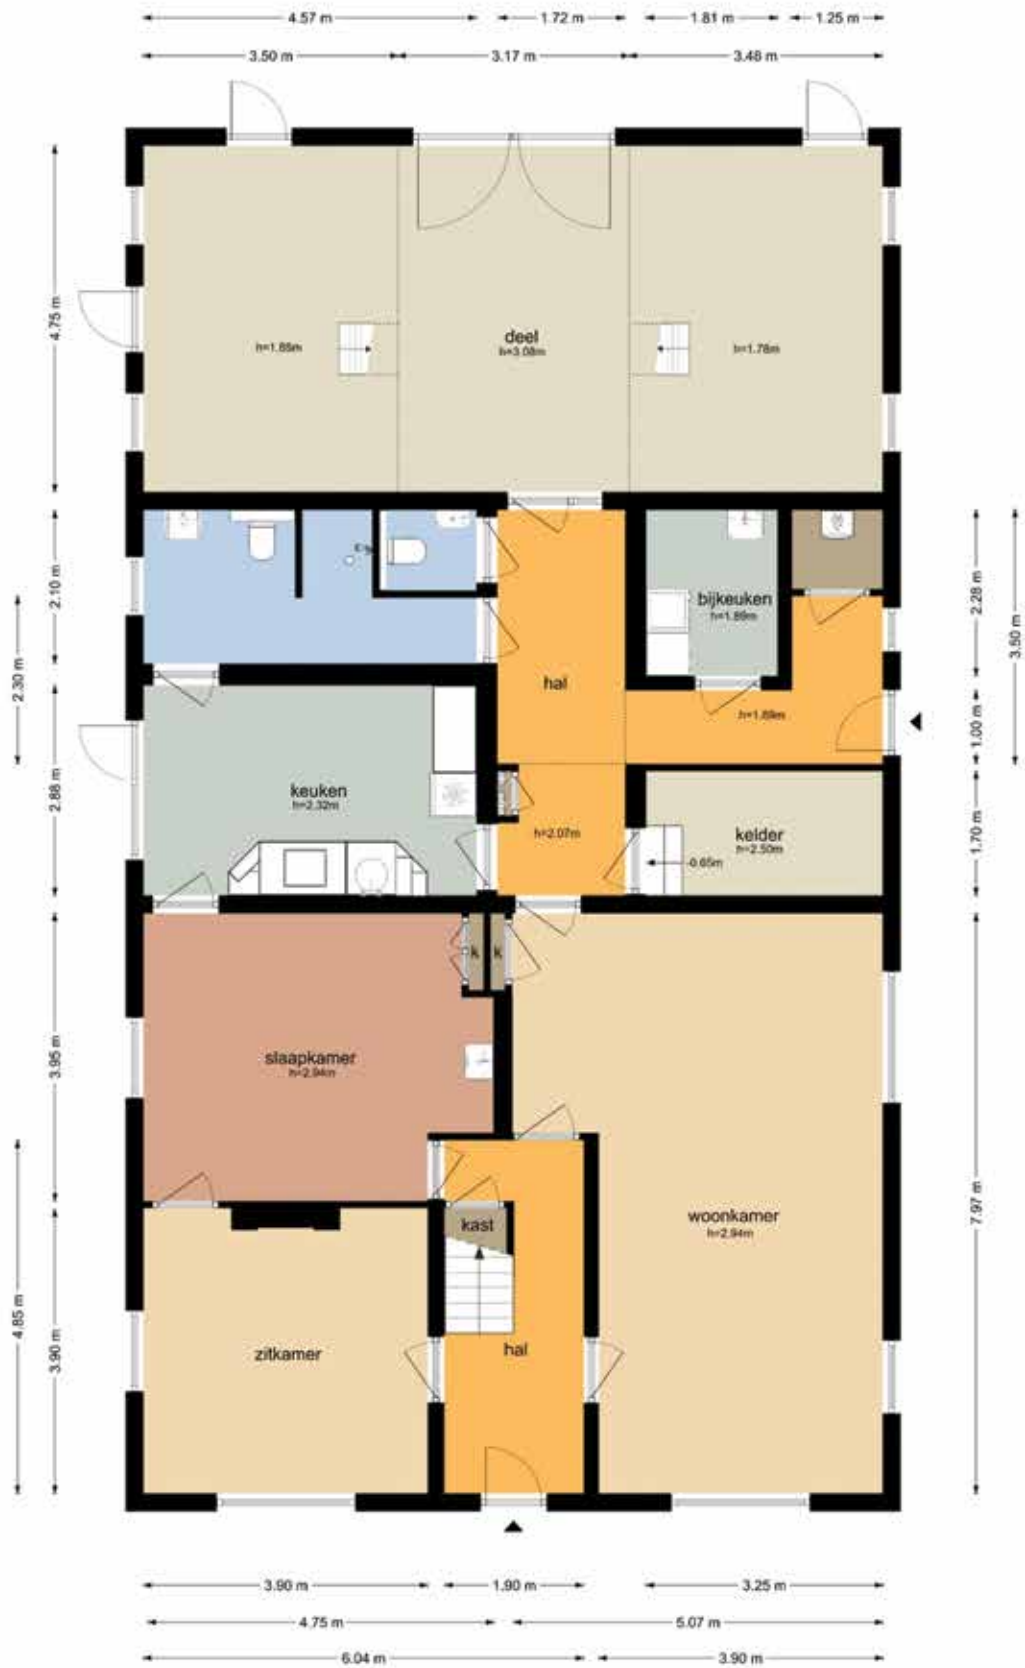 4.57 m
1.72 m
1.81 m
1.25 m
3.50 m
3.17 m
3.48 m
4.75 m
deel
h=3.08m
h=1.78m
2.10 m
2.28 m
3.50 m
bijkeuken
h=1.89m
2.30 m
hal
h=1.89m
1.00 m
2.88 m
keuken
h=2.32m
h=2.07m
kelder
h=2.50m
-0.65m
1.70 m
k
k
3.95 m
slaapkamer
h=2.94m
kast
woonkamer
h=2.94m
7.97 m
4.85 m
3.90 m
zitkamer
hal
3.90 m
1.90 m
3.25 m
4.75 m
5.07 m
6.04 m
3.90 m